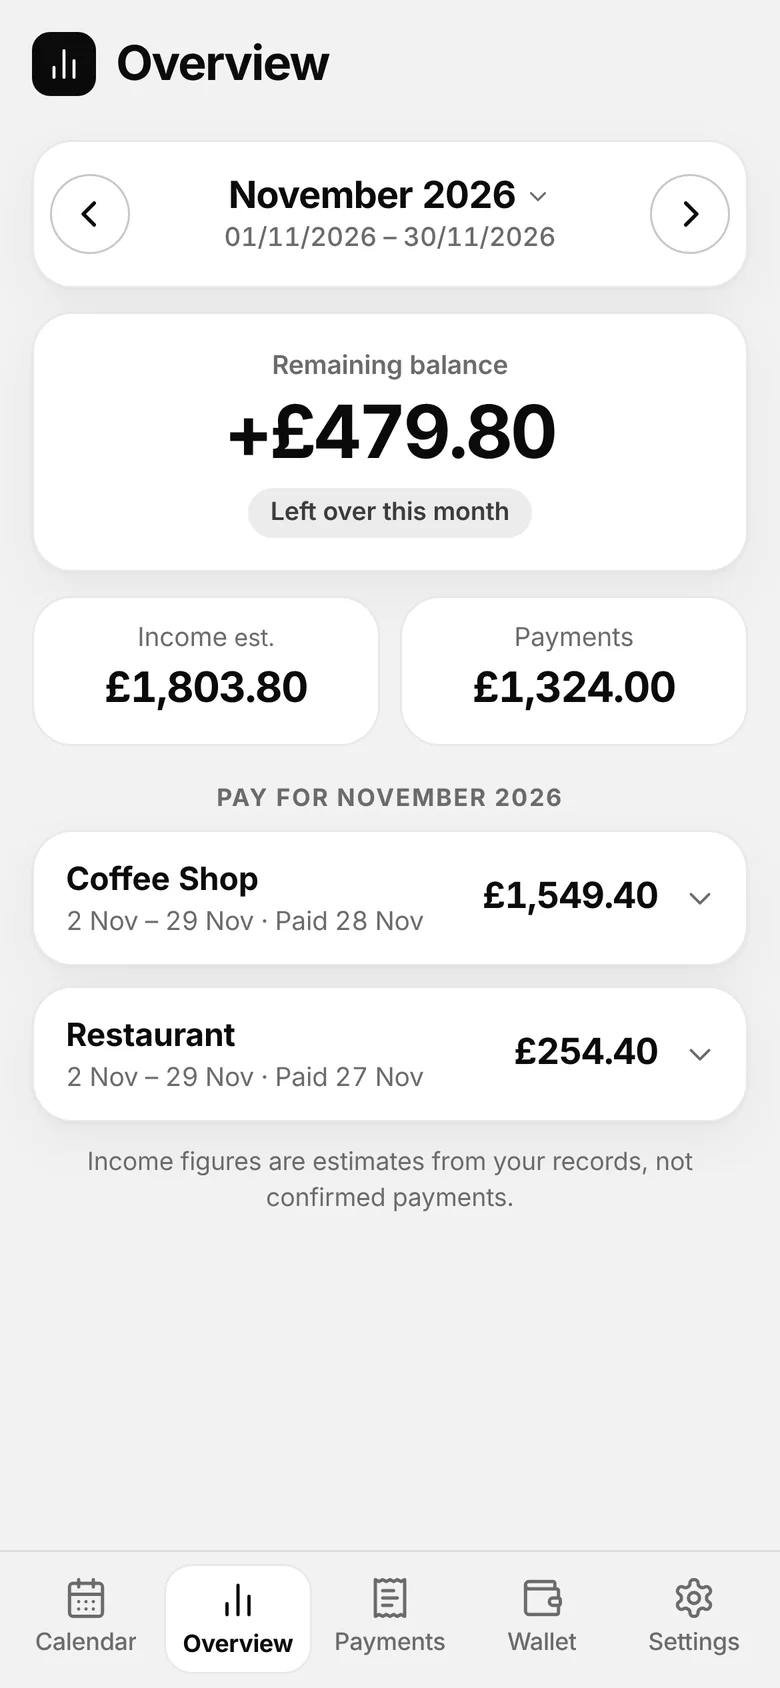 Overview
November 2026
01/11/2026 – 30/11/2026
Remaining balance
+£479.80
Left over this month
Income est.
£1,803.80
Payments
£1,324.00
PAY FOR NOVEMBER 2026
Coffee Shop
2 Nov – 29 Nov · Paid 28 Nov
£1,549.40
Restaurant
2 Nov – 29 Nov · Paid 27 Nov
£254.40
Income figures are estimates from your records, not
confirmed payments.
Calendar
Overview
Payments
Wallet
Settings